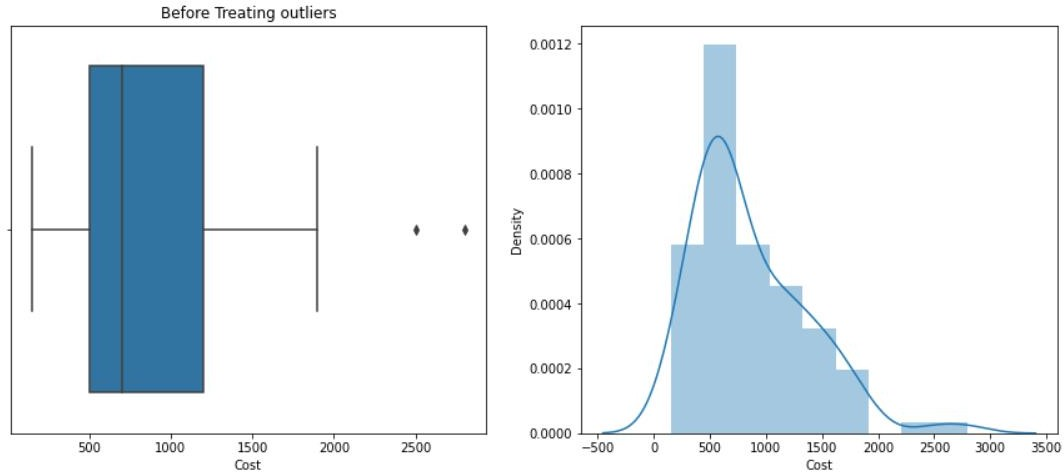 Before Treating outliers
500 1000 1500 2000 2500
Cost
Density
0.0012
0.0010
0.0008
0.0006
0.0004
0.0002
0.0000
−500 0 500 1000 1500 2000 2500 3000 3500
Cost